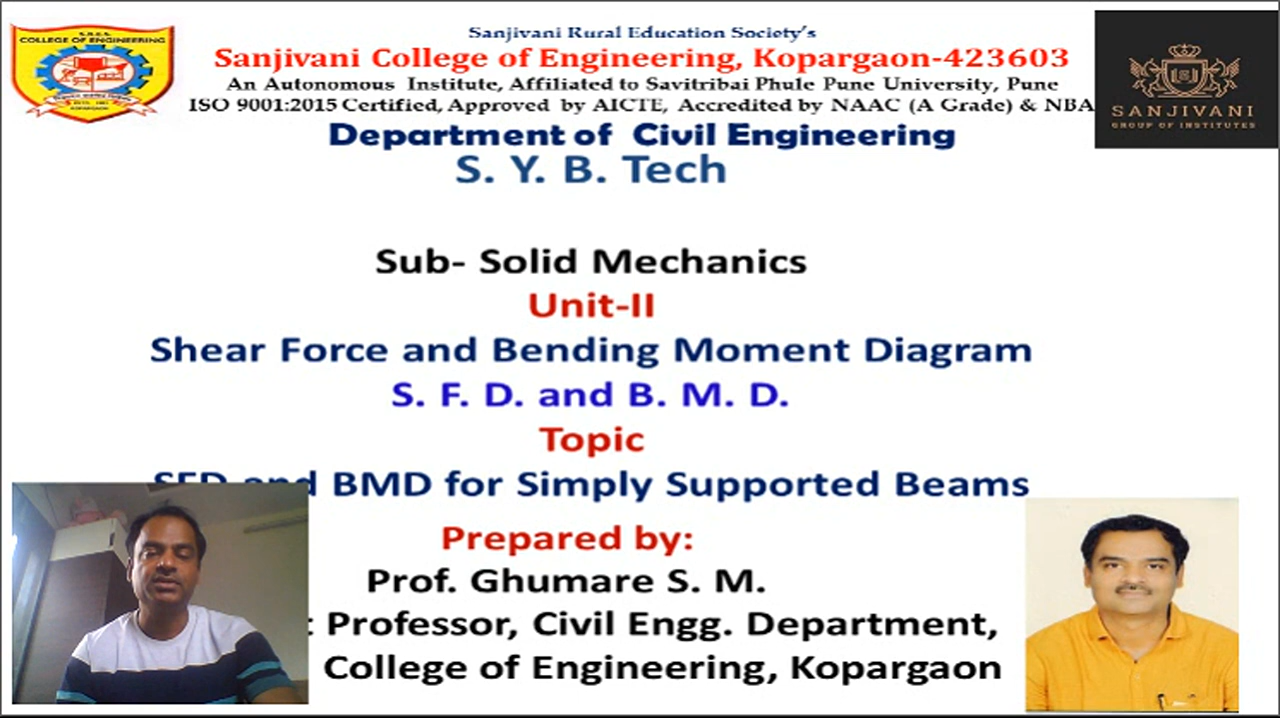 Sanjivani Rural Education Society's
Sanjivani College of Engineering, Kopargaon-423603
An Autonomous Institute, Affiliated to Savitribai Phule Pune University, Pune
ISO 9001:2015 Certified, Approved by AICTE, Accredited by NAAC (A Grade) & NBA
Department of Civil Engineering
S. Y. B. Tech
COLLEGE OF ENGINEERING
KOPARGAON
SANJIVANI
GROUP OF INSTITUTES
Sub- Solid Mechanics
Unit-II
Shear Force and Bending Moment Diagram
S. F. D. and B. M. D.
Topic
SFD and BMD for Simply Supported Beams
Prepared by:
Prof. Ghumare S. M.
Professor, Civil Engg. Department,
College of Engineering, Kopargaon